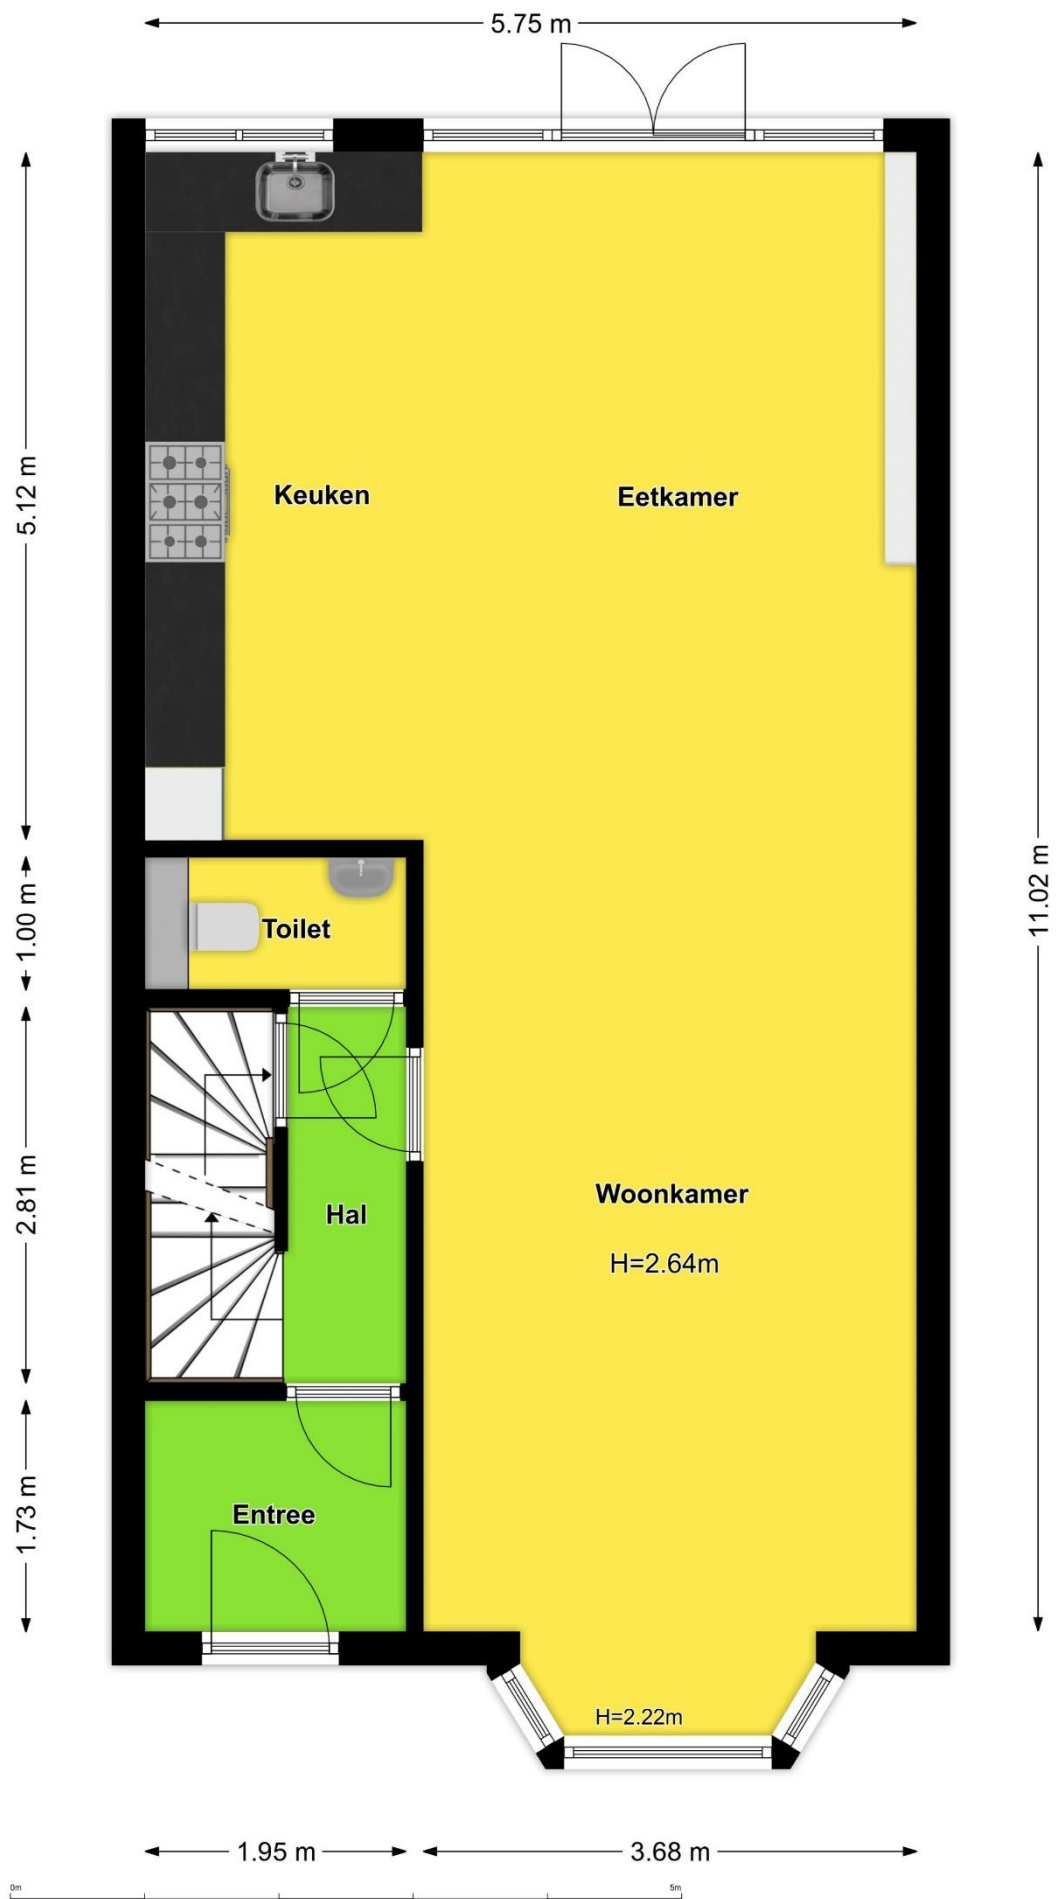 5.75 m
5.12 m
Keuken
Eetkamer
11.02 m
1.00 m
Toilet
2.81 m
Hal
Woonkamer
H=2.64m
1.73 m
Entree
H=2.22m
1.95 m
3.68 m
0m
5m